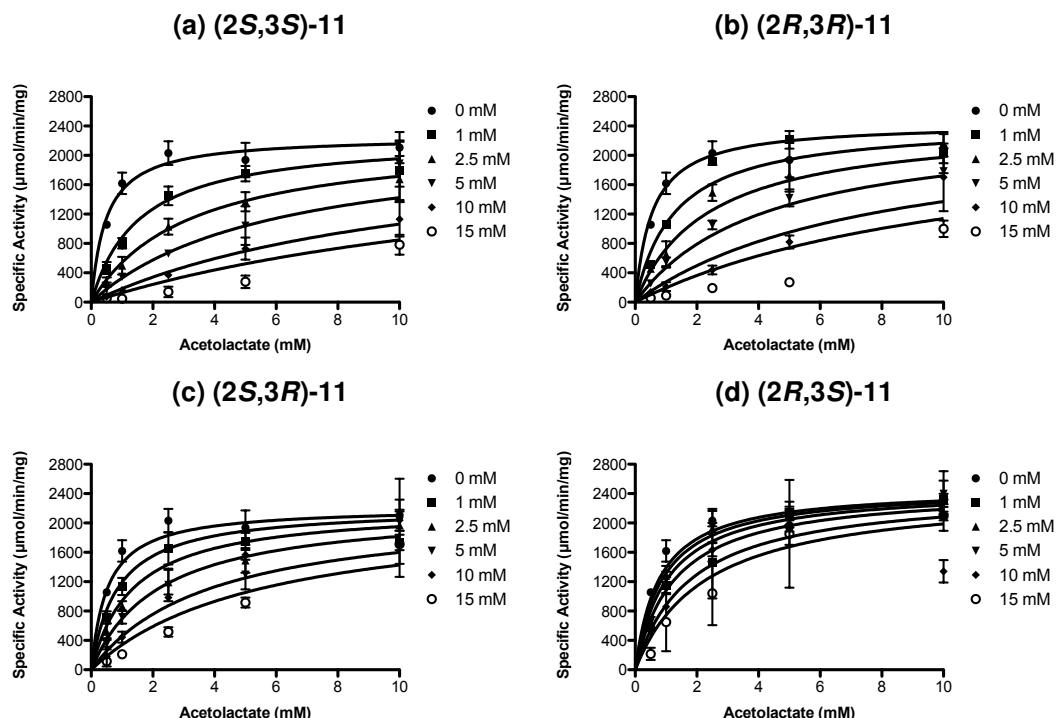 (a) (2S,3S)-11
Specific Activity (µmol/min/mg)
2800
2400
2000
1600
1200
800
400
0
0 2 4 6 8 10
Acetolactate (mM)
0 mM
1 mM
2.5 mM
5 mM
10 mM
15 mM
(b) (2R,3R)-11
Specific Activity (µmol/min/mg)
2800
2400
2000
1600
1200
800
400
0
0 2 4 6 8 10
Acetolactate (mM)
0 mM
1 mM
2.5 mM
5 mM
10 mM
15 mM
(c) (2S,3R)-11
Specific Activity (µmol/min/mg)
2800
2400
2000
1600
1200
800
400
0
0 2 4 6 8 10
Acetolactate (mM)
0 mM
1 mM
2.5 mM
5 mM
10 mM
15 mM
(d) (2R,3S)-11
Specific Activity (µmol/min/mg)
2800
2400
2000
1600
1200
800
400
0
0 2 4 6 8 10
Acetolactate (mM)
0 mM
1 mM
2.5 mM
5 mM
10 mM
15 mM